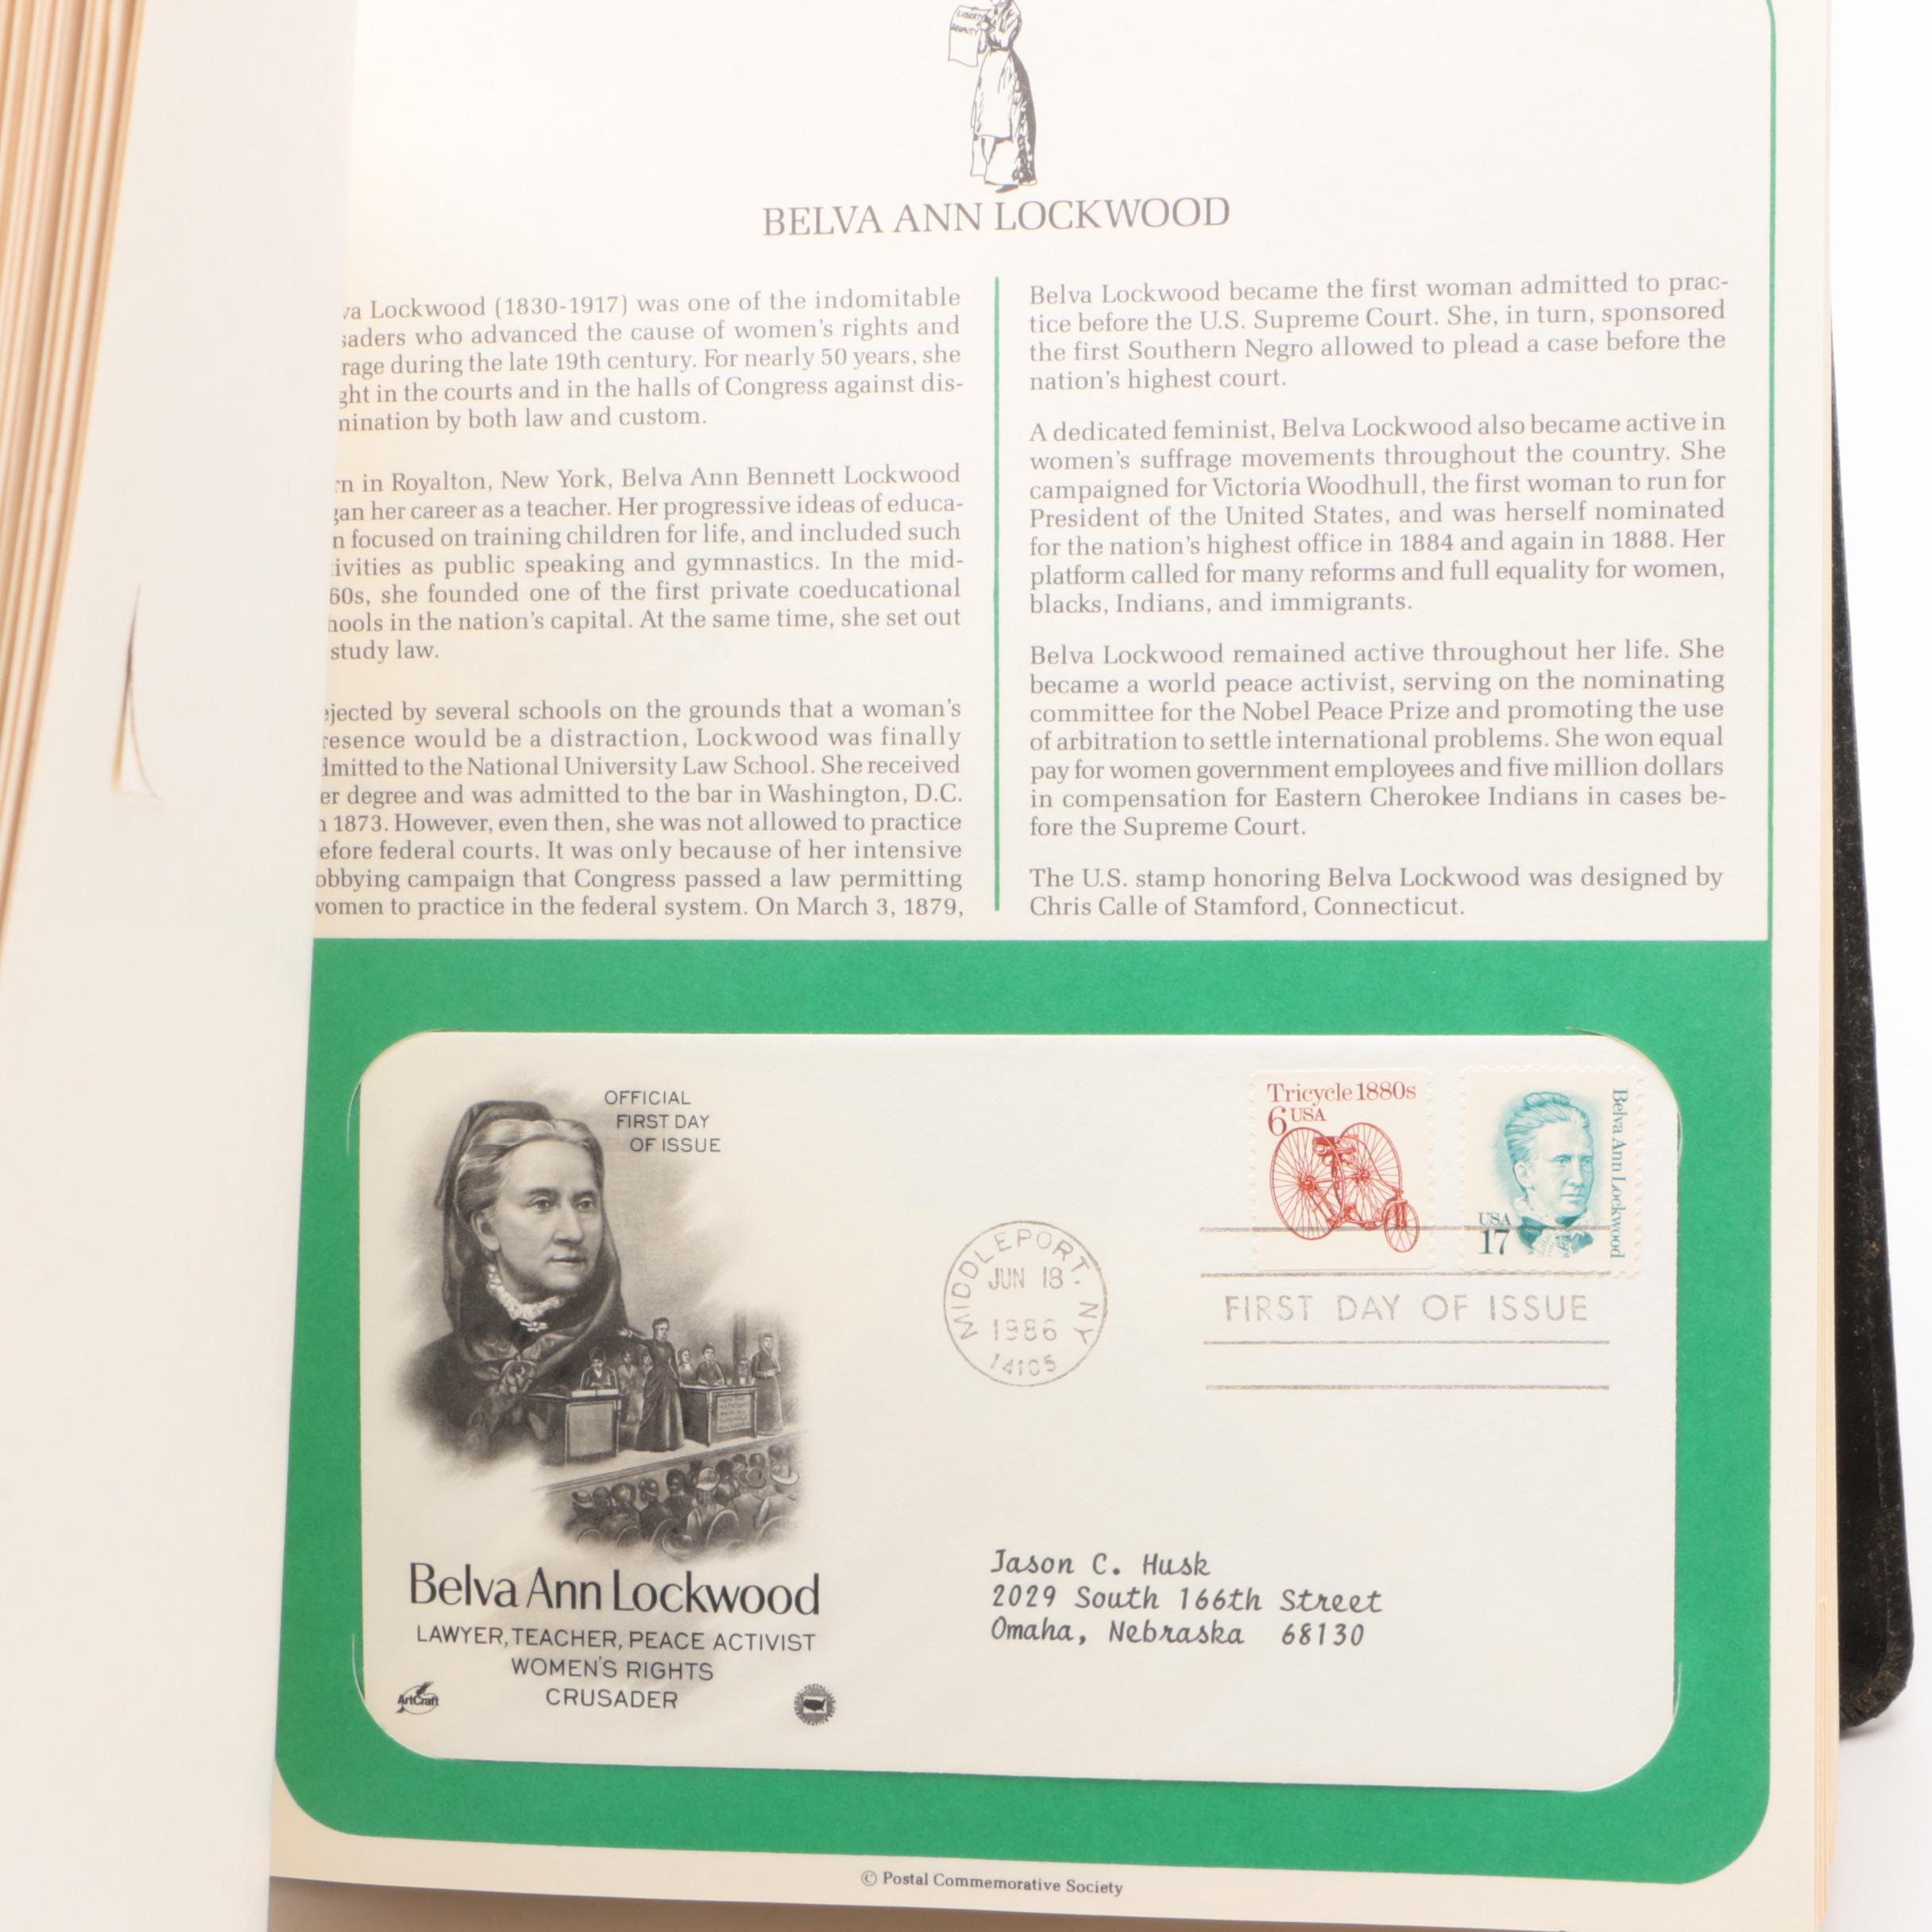 LIBERTY
BELVA ANN LOCKWOOD
va Lockwood (1830-1917) was one of the indomitable
saders who advanced the cause of women's rights and
rage during the late 19th century. For nearly 50 years, she
ght in the courts and in the halls of Congress against dis-
nination by both law and custom.
rn in Royalton, New York, Belva Ann Bennett Lockwood
gan her career as a teacher. Her progressive ideas of educa-
n focused on training children for life, and included such
ivities as public speaking and gymnastics. In the mid-
60s, she founded one of the first private coeducational
hools in the nation's capital. At the same time, she set out
study law.
ejected by several schools on the grounds that a woman's
resence would be a distraction, Lockwood was finally
dmitted to the National University Law School. She received
er degree and was admitted to the bar in Washington, D.C.
n 1873. However, even then, she was not allowed to practice
efore federal courts. It was only because of her intensive
obbying campaign that Congress passed a law permitting
women to practice in the federal system. On March 3, 1879,
Belva Lockwood became the first woman admitted to prac-
tice before the U.S. Supreme Court. She, in turn, sponsored
the first Southern Negro allowed to plead a case before the
nation's highest court.
A dedicated feminist, Belva Lockwood also became active in
women's suffrage movements throughout the country. She
campaigned for Victoria Woodhull, the first woman to run for
President of the United States, and was herself nominated
for the nation's highest office in 1884 and again in 1888. Her
platform called for many reforms and full equality for women,
blacks, Indians, and immigrants.
Belva Lockwood remained active throughout her life. She
became a world peace activist, serving on the nominating
committee for the Nobel Peace Prize and promoting the use
of arbitration to settle international problems. She won equal
pay for women government employees and five million dollars
in compensation for Eastern Cherokee Indians in cases be-
fore the Supreme Court.
The U.S. stamp honoring Belva Lockwood was designed by
Chris Calle of Stamford, Connecticut.
OFFICIAL
FIRST DAY
OF ISSUE
Tricycle 1880s
6 USA
Belva Ann Lockwood
USA
17
MIDDLEPORT, NY
JUN 18
1986
14105
FIRST DAY OF ISSUE
Jason C. Husk
2029 South 166th Street
Omaha, Nebraska 68130
Belva Ann Lockwood
LAWYER, TEACHER, PEACE ACTIVIST
WOMEN'S RIGHTS
CRUSADER
ArtCraft
© Postal Commemorative Society